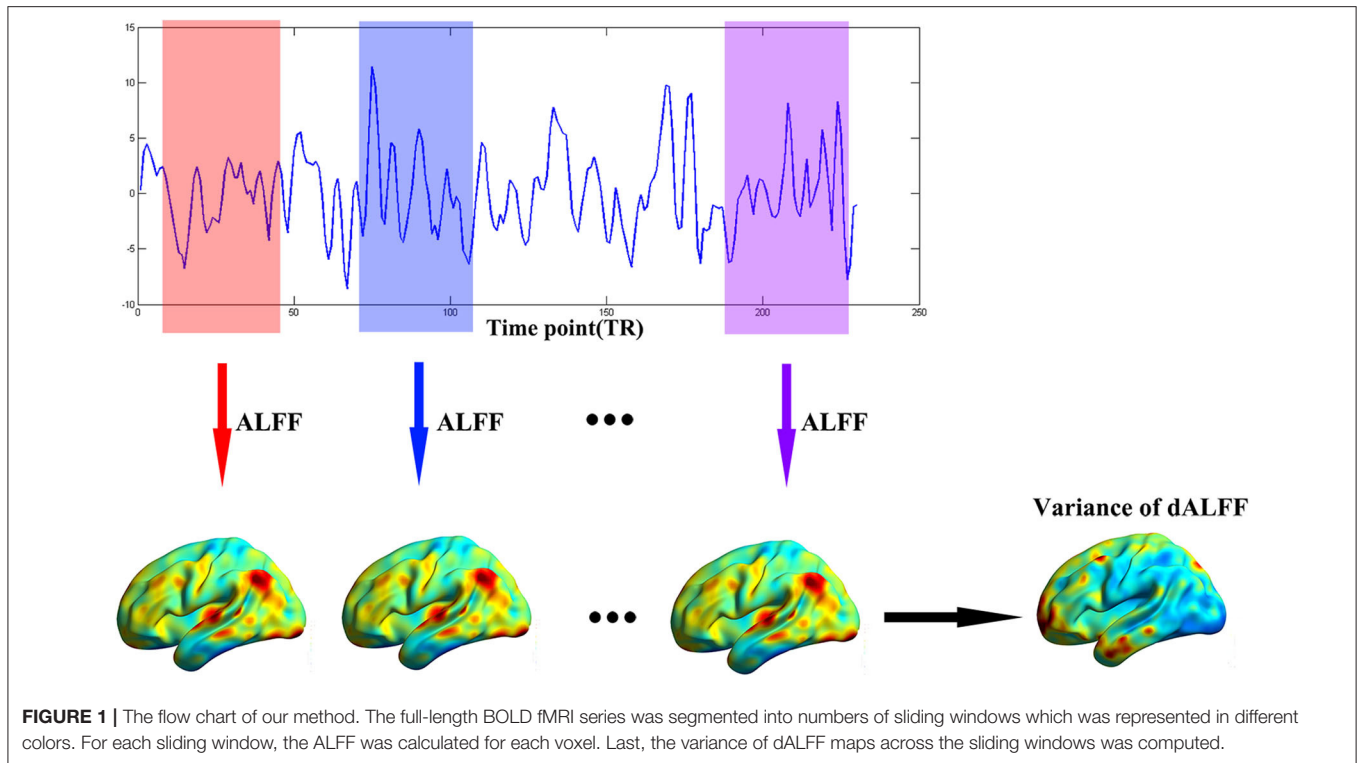 15
10
5
0
-5
-10
0 50 100 150 200 250
Time point(TR)
ALFF ALFF ••• ALFF
Variance of dALFF
•••
FIGURE 1 | The flow chart of our method. The full-length BOLD fMRI series was segmented into numbers of sliding windows which was represented in different
colors. For each sliding window, the ALFF was calculated for each voxel. Last, the variance of dALFF maps across the sliding windows was computed.